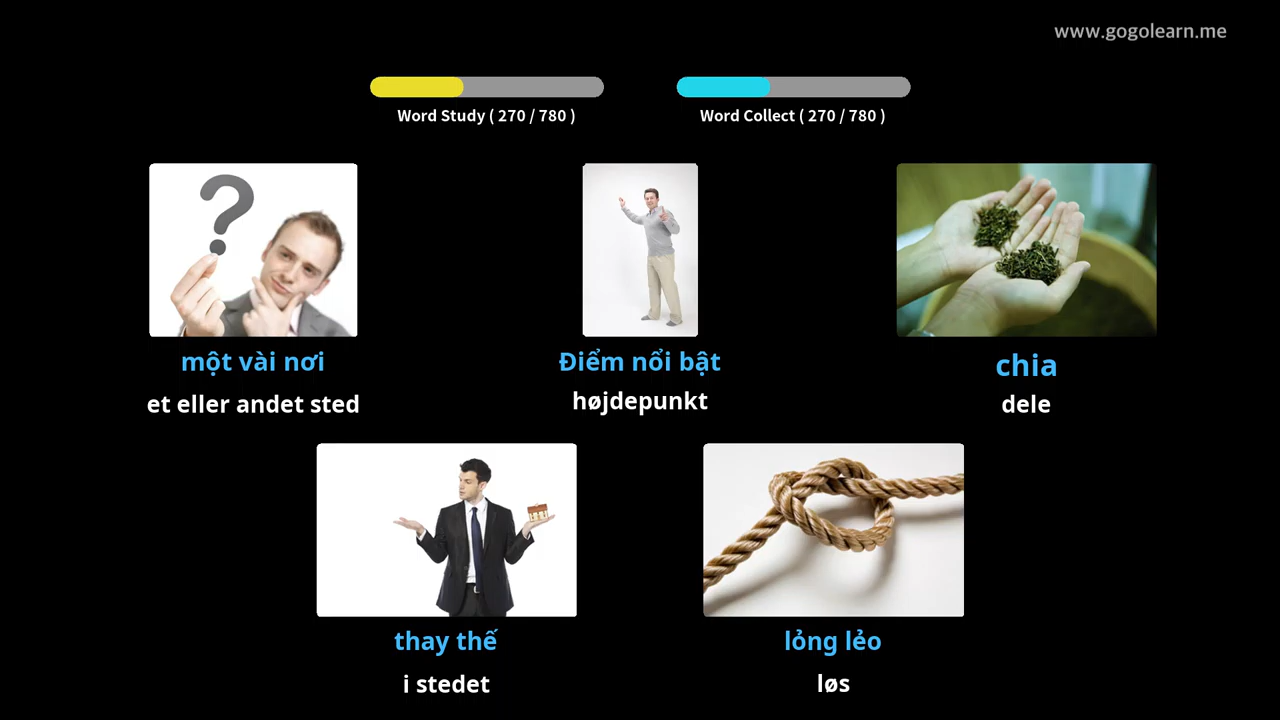 www.gogolearn.me
Word Study ( 270 / 780 )
Word Collect ( 270 / 780 )
một vài nơi
et eller andet sted
Điểm nổi bật
højdepunkt
chia
dele
thay thế
i stedet
lỏng lẻo
løs